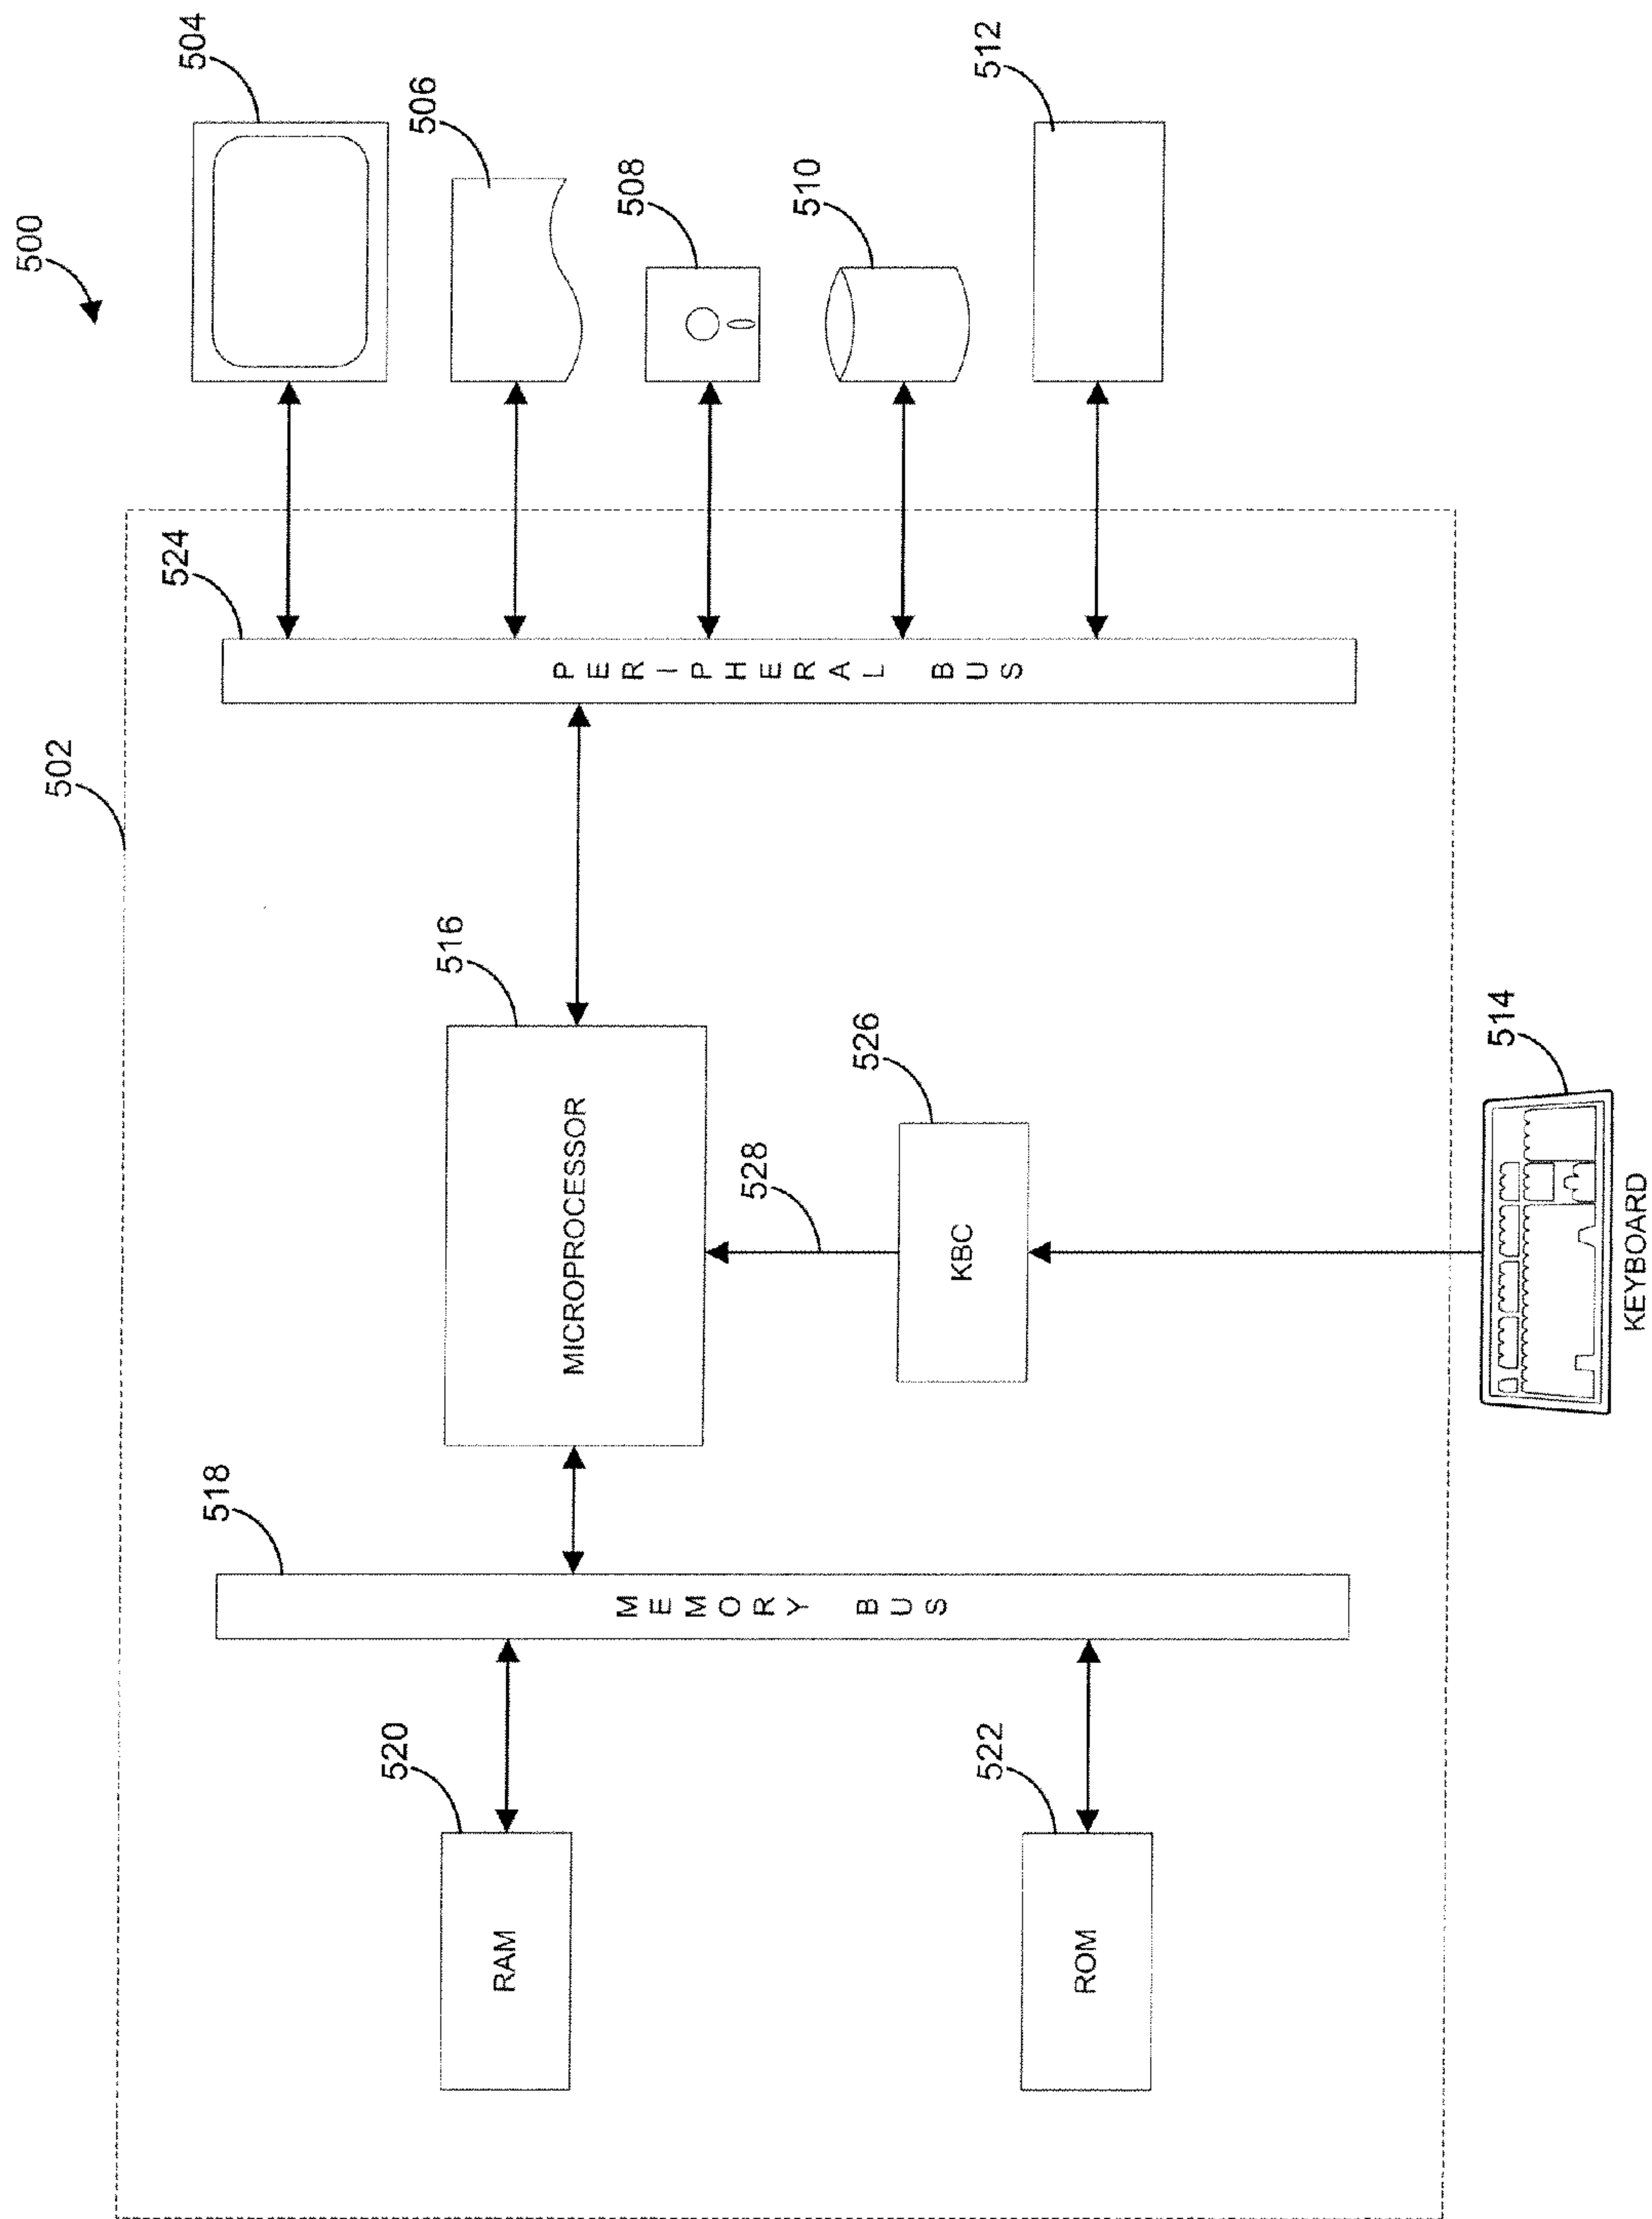 500
502
504
506
508
510
512
524
PERIPHERAL BUS
516
MICROPROCESSOR
518
MEMORY BUS
520
RAM
522
ROM
526
KBC
528
514
KEYBOARD